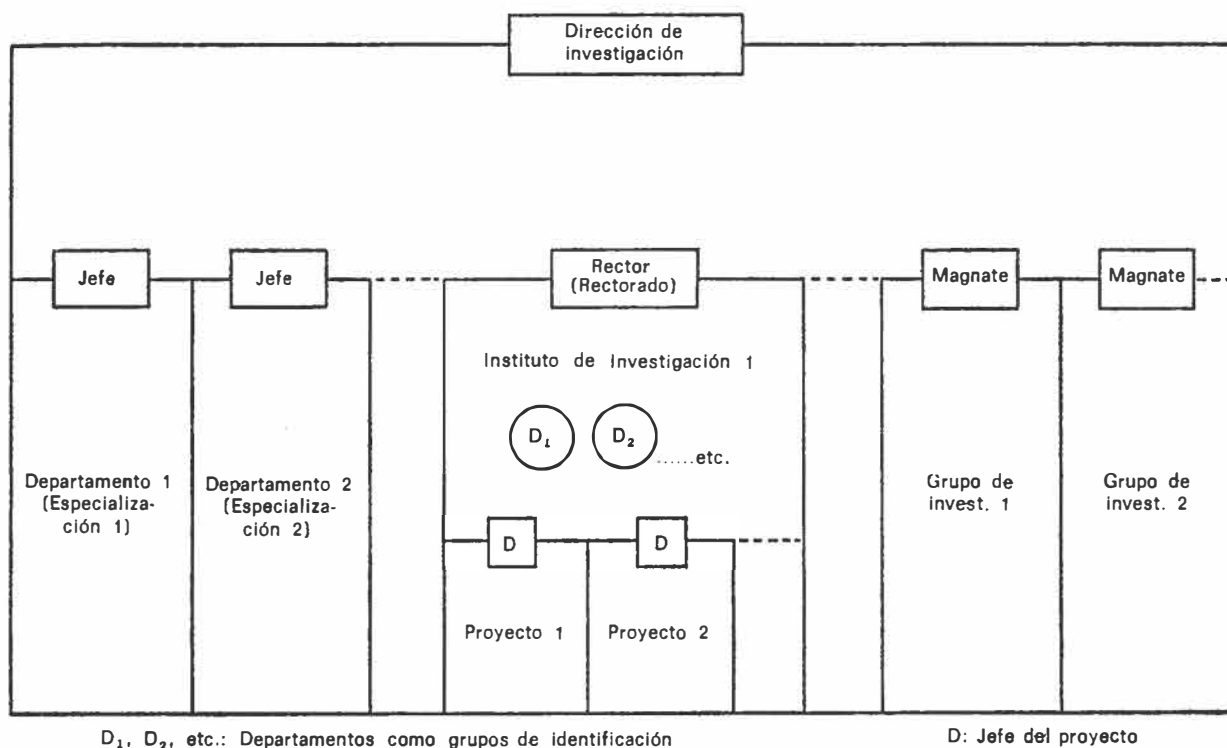 Dirección de
investigación
Jefe
Jefe
Rector
(Rectorado)
Magnate
Magnate
Instituto de Investigación 1
D₁
D₂
......etc.
Departamento 1
(Especializa-
ción 1)
Departamento 2
(Especializa-
ción 2)
Grupo de
invest. 1
Grupo de
invest. 2
D
D
Proyecto 1
Proyecto 2
D₁, D₂, etc.: Departamentos como grupos de identificación
D: Jefe del proyecto